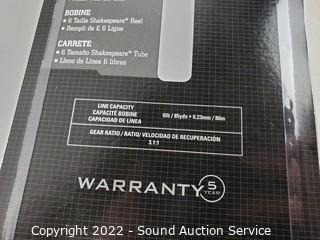 BOBINE
• 6 Taille Shakespeare® Reel
• Rempli de E 6 Ligne
CARRETE
• 6 Tamaño Shakespeare® Tube
• Lleno de Linea 6 libras
LINE CAPACITY
CAPACITÉ BOBINE
CAPACIDAD DE LÍNEA
6lb / 85yds • 0.23mm / 80m
GEAR RATIO / RATIO/ VELOCIDAD DE RECUPERACIÓN
3.1:1
WARRANTY 5 YEAR
Copyright 2022 - Sound Auction Service